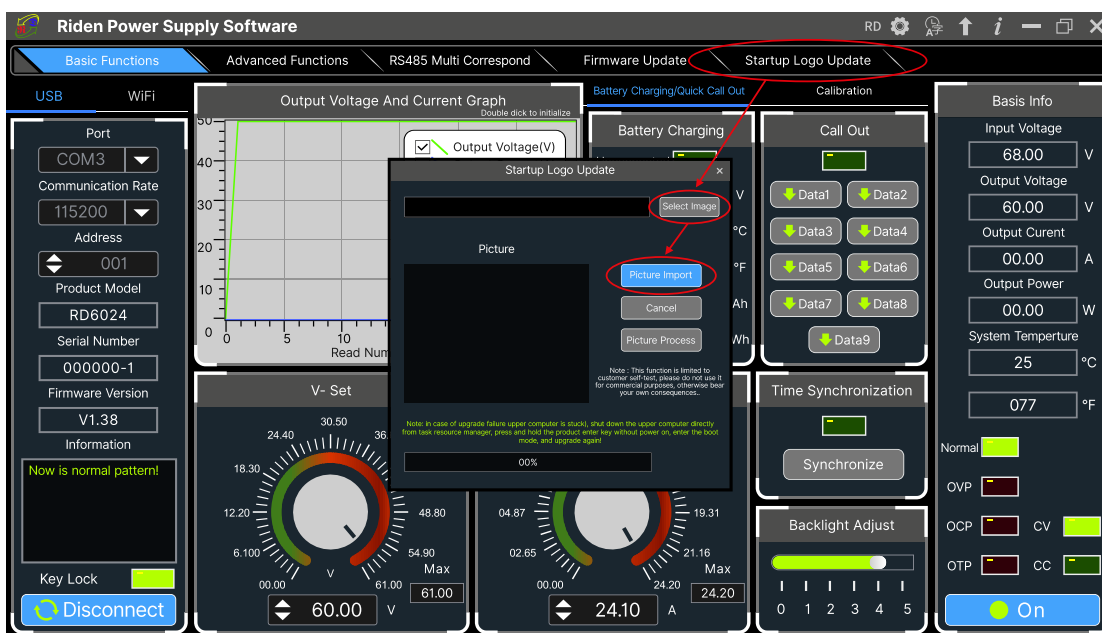 Riden Power Supply Software
RD
Basic Functions
Advanced Functions
RS485 Multi Correspond
Firmware Update
Startup Logo Update
USB
WiFi
Port
COM3
Communication Rate
115200
Address
001
Product Model
RD6024
Serial Number
000000-1
Firmware Version
V1.38
Information
Now is normal pattern!
Key Lock
Disconnect
Output Voltage And Current Graph
Double dick to initialize
Output Voltage(V)
50
40
30
20
10
0
0
5
10
Read Num
Battery Charging/Quick Call Out
Calibration
Battery Charging
V
°C
°F
Ah
Wh
Call Out
Data1
Data2
Data3
Data4
Data5
Data6
Data7
Data8
Data9
Startup Logo Update
×
Select Image
Picture
Picture Import
Cancel
Picture Process
Note : This function is limited to
customer self-test, please do not use it
for commercial purposes, otherwise bear
your own consequences..
Note: in case of upgrade failure upper computer is stuck), shut down the upper computer directly
from task resource manager, press and hold the product enter key without power on, enter the boot
mode, and upgrade again!
00%
V- Set
30.50
24.40
36.
18.30
12.20
48.80
6.100
54.90
00.00
V
61.00
Max
61.00
60.00
V
04.87
19.31
02.65
21.16
00.00
24.20
Max
24.20
24.10
A
Time Synchronization
Synchronize
Backlight Adjust
0 1 2 3 4 5
Basis Info
Input Voltage
68.00 V
Output Voltage
60.00 V
Output Curent
00.00 A
Output Power
00.00 W
System Temperture
25 °C
077 °F
Normal
OVP
OCP
CV
OTP
CC
On